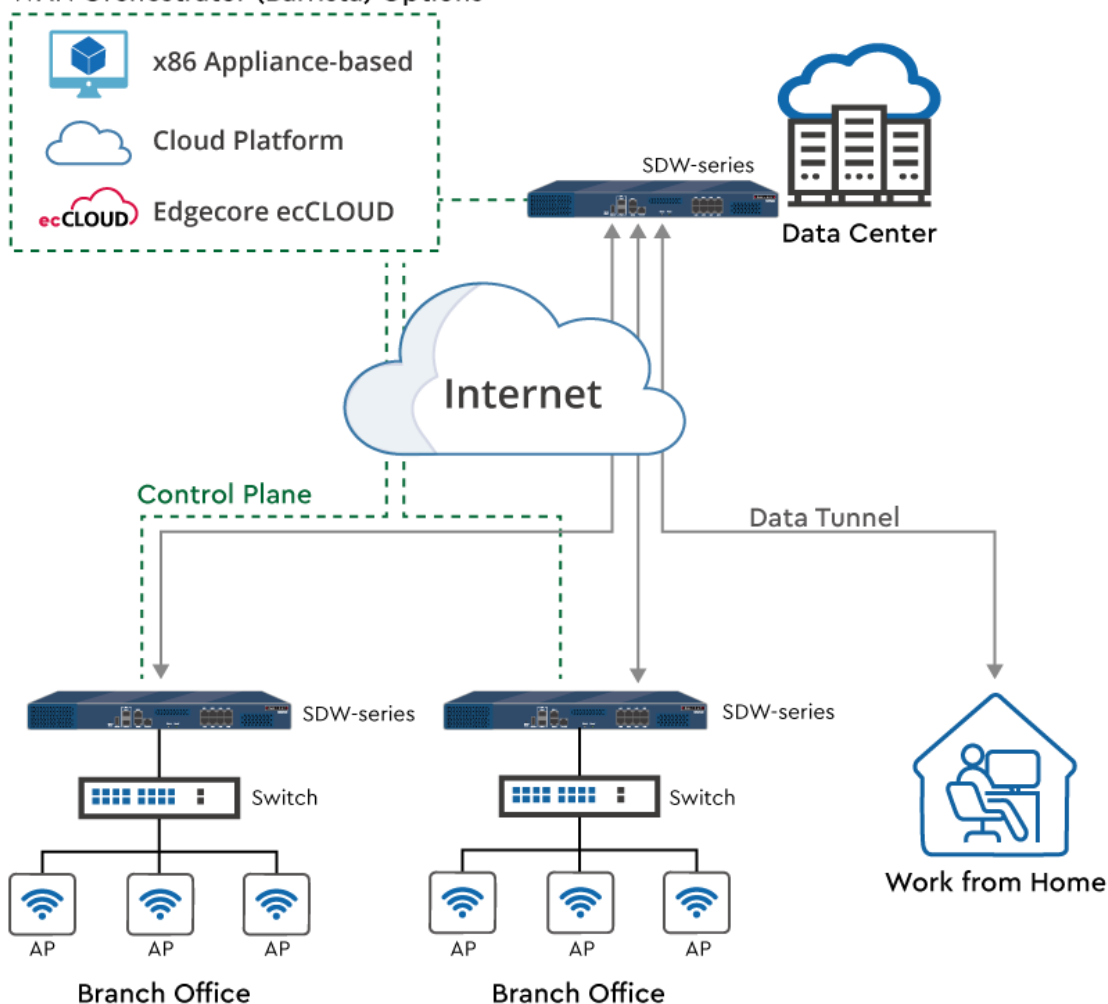 x86 Appliance-based
Cloud Platform
ecCLOUD
Edgecore ecCLOUD
SDW-series
Data Center
Internet
Control Plane
Data Tunnel
SDW-series
SDW-series
Switch
Switch
AP
AP
AP
AP
AP
AP
Work from Home
Branch Office
Branch Office